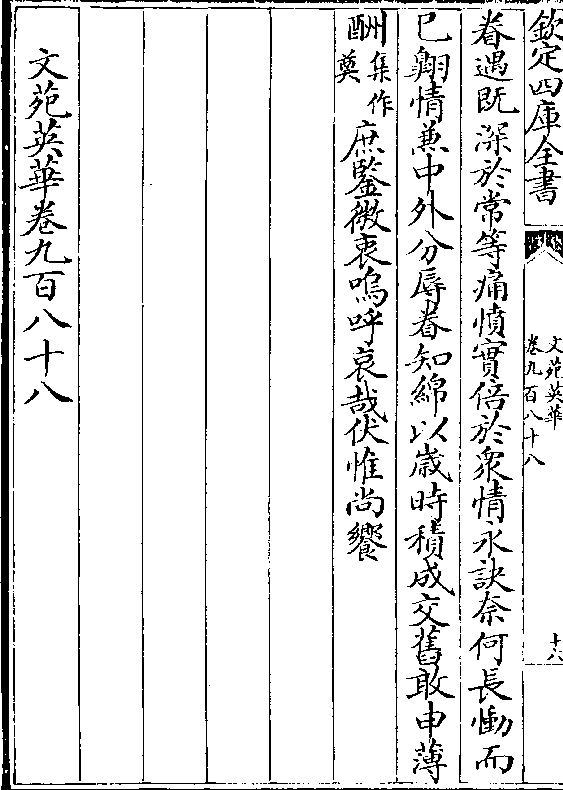 欽定四庫全書
文苑英華
卷九百八十八
十八
眷遇既深於常等痛憤實倍於衆情永訣奈何長慟而
已翺情兼中外分辱眷知綿以歲時積成交舊敢申薄
酬集作
奠
庶鑒微衷嗚呼哀哉伏惟尚饗
文苑英華卷九百八十八